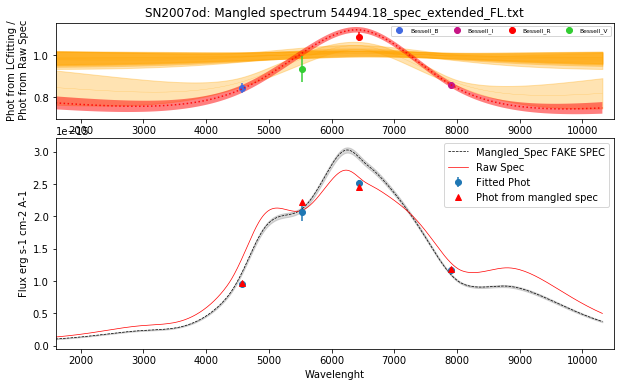 SN2007od: Mangled spectrum 54494.18_spec_extended_FL.txt
Phot from LCfitting /
Phot from Raw Spec
1.0
0.8
Bessell_B
Bessell_I
Bessell_R
Bessell_V
2000 3000 4000 5000 6000 7000 8000 9000 10000
Flux erg s-1 cm-2 A-1
3.0
2.5
2.0
1.5
1.0
0.5
0.0
Mangled_Spec FAKE SPEC
Raw Spec
Fitted Phot
Phot from mangled spec
2000 3000 4000 5000 6000 7000 8000 9000 10000
Wavelenght